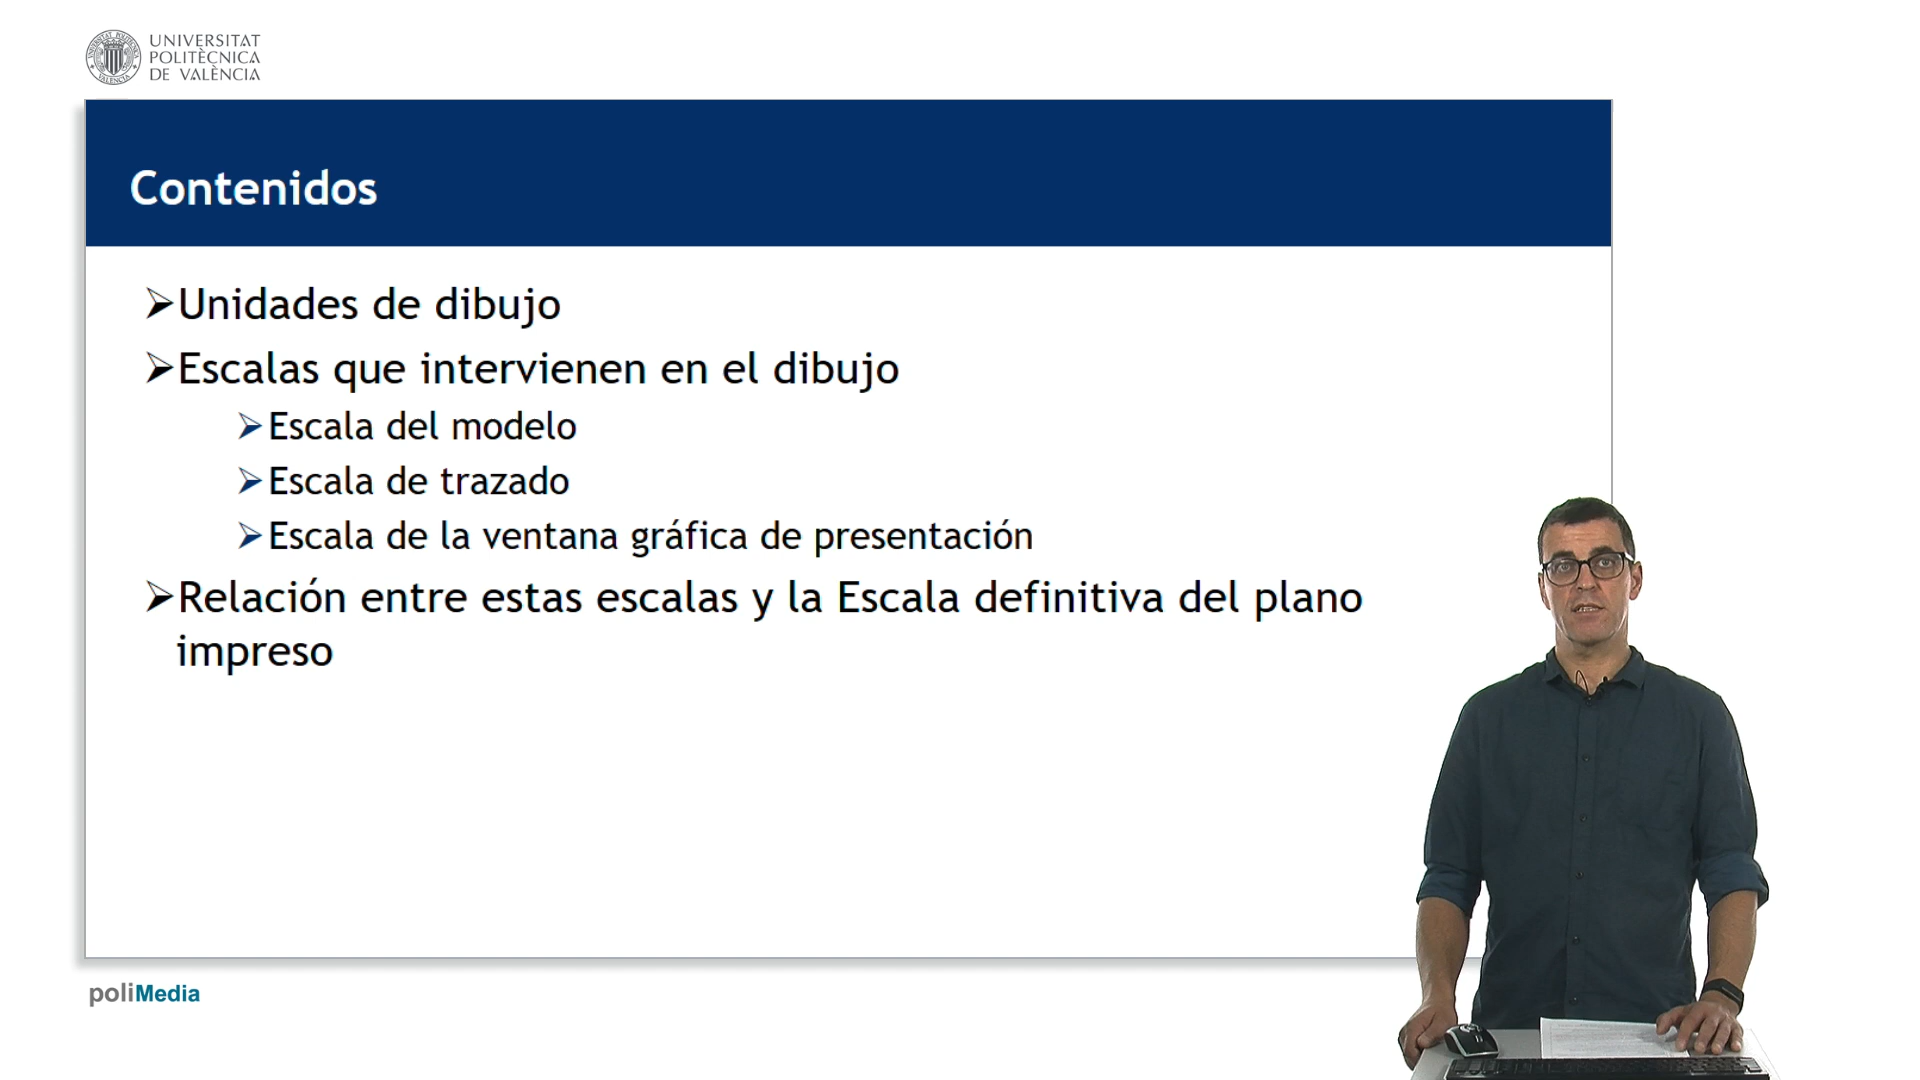 UNIVERSITAT
POLITÈCNICA
DE VALÈNCIA
Contenidos
➢Unidades de dibujo
➢Escalas que intervienen en el dibujo
➢Escala del modelo
➢Escala de trazado
➢Escala de la ventana gráfica de presentación
➢Relación entre estas escalas y la Escala definitiva del plano
impreso
poliMedia